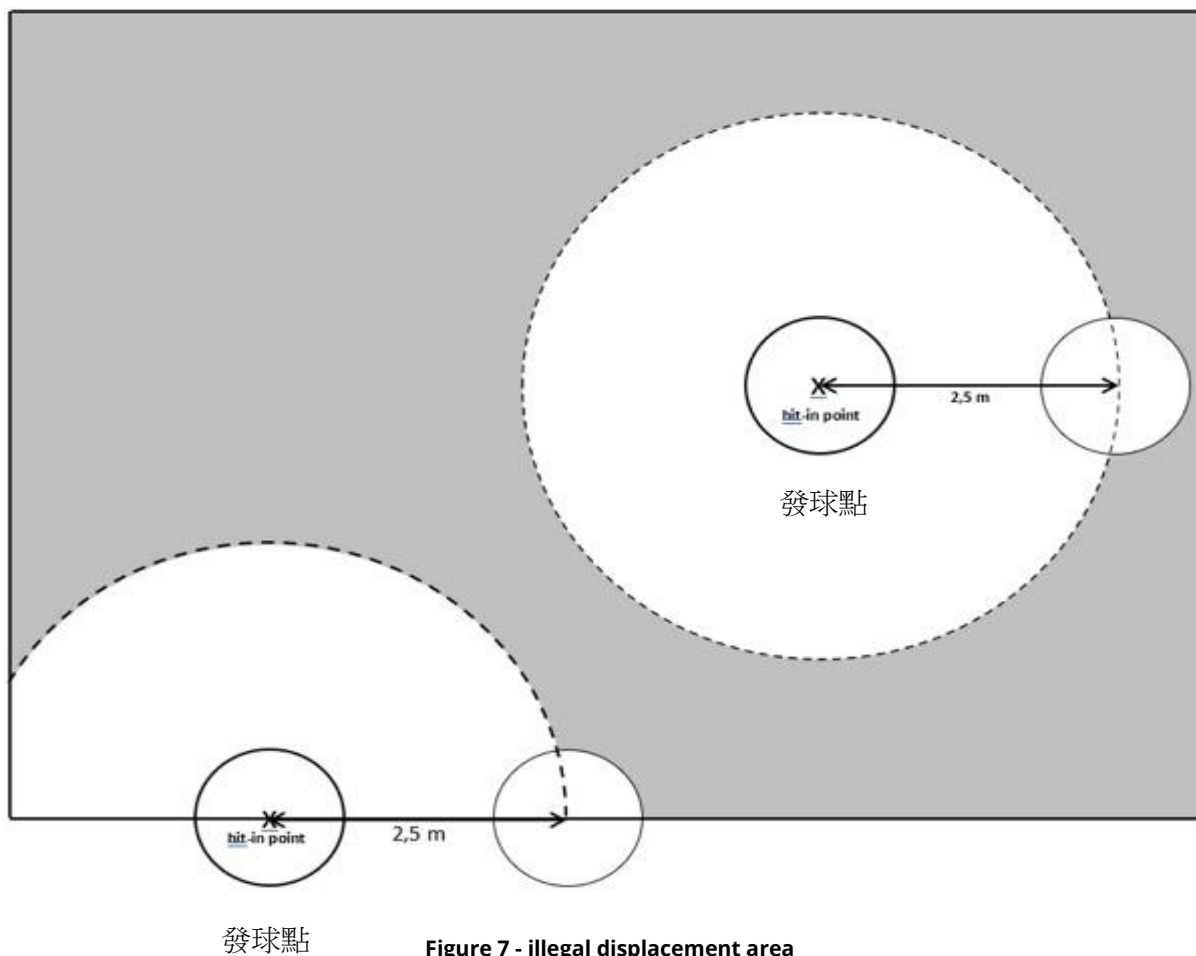 X
2,5 m
hit-in point
發球點
X
2,5 m
hit-in point
發球點
Figure 7 - illegal displacement area